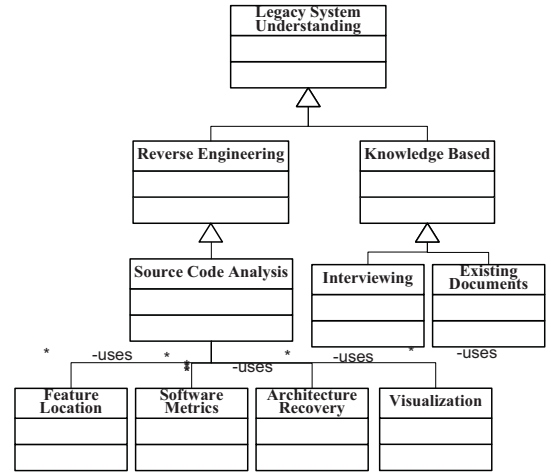 Legacy System
Understanding
Reverse Engineering
Knowledge Based
Source Code Analysis
Interviewing
Existing
Documents
* -uses * * -uses * -uses * -uses
*
Feature
Location
Software
Metrics
Architecture
Recovery
Visualization